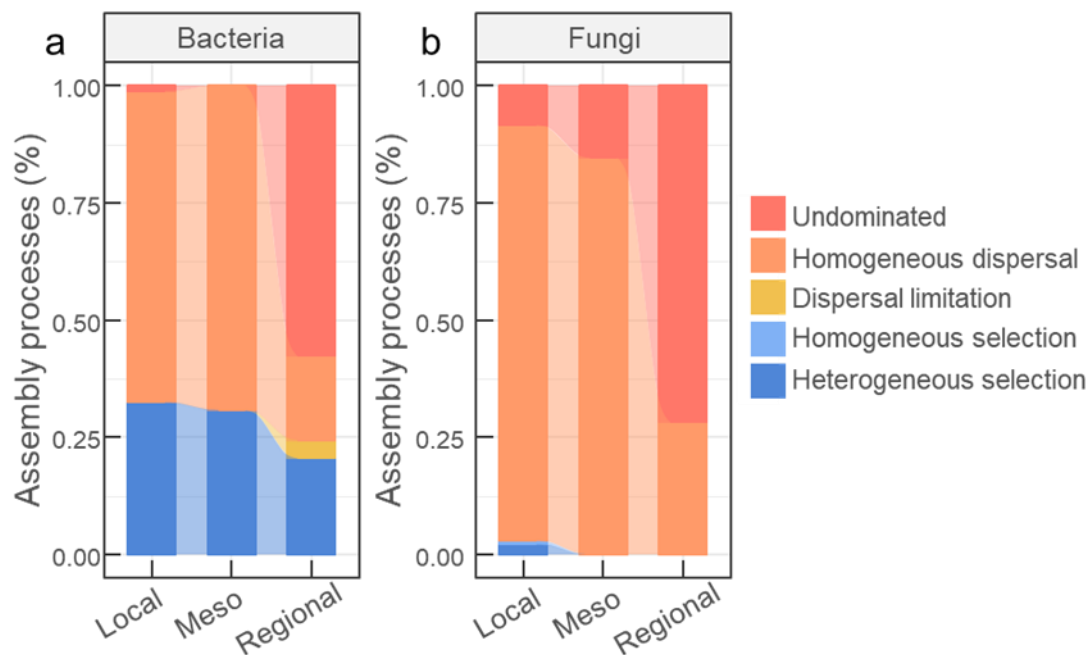 a
Bacteria
Assembly processes (%)
1.00
0.75
0.50
0.25
0.00
Local
Meso
Regional
b
Fungi
Assembly processes (%)
1.00
0.75
0.50
0.25
0.00
Local
Meso
Regional
Undominated
Homogeneous dispersal
Dispersal limitation
Homogeneous selection
Heterogeneous selection